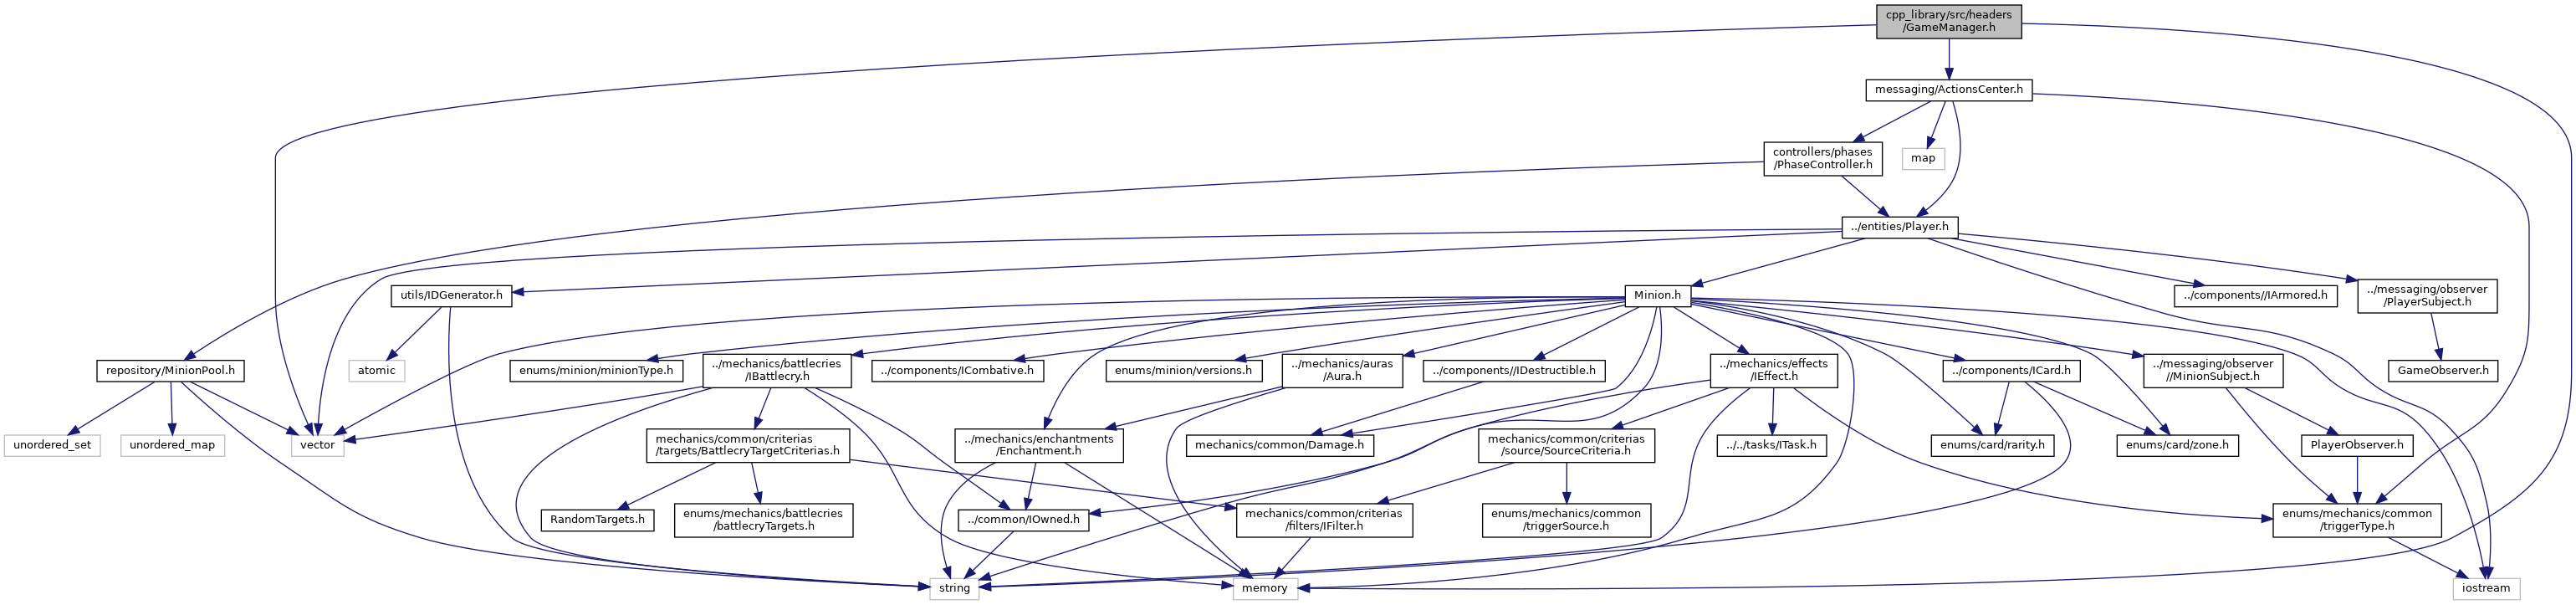 cpp_library/src/headers
/GameManager.h
messaging/ActionsCenter.h
controllers/phases
/PhaseController.h
map
../entities/Player.h
utils/IDGenerator.h
Minion.h
../components//IArmored.h
../messaging/observer
/PlayerSubject.h
repository/MinionPool.h
atomic
enums/minion/minionType.h
../mechanics/battlecries
/IBattlecry.h
../components/ICombative.h
enums/minion/versions.h
../mechanics/auras
/Aura.h
../components//IDestructible.h
../mechanics/effects
/IEffect.h
../components/ICard.h
../messaging/observer
//MinionSubject.h
GameObserver.h
unordered_set
unordered_map
vector
mechanics/common/criterias
/targets/BattlecryTargetCriterias.h
../mechanics/enchantments
/Enchantment.h
mechanics/common/Damage.h
mechanics/common/criterias
/source/SourceCriteria.h
../../tasks/ITask.h
enums/card/rarity.h
enums/card/zone.h
PlayerObserver.h
RandomTargets.h
enums/mechanics/battlecries
/battlecryTargets.h
../common/IOwned.h
mechanics/common/criterias
/filters/IFilter.h
enums/mechanics/common
/triggerSource.h
enums/mechanics/common
/triggerType.h
string
memory
iostream